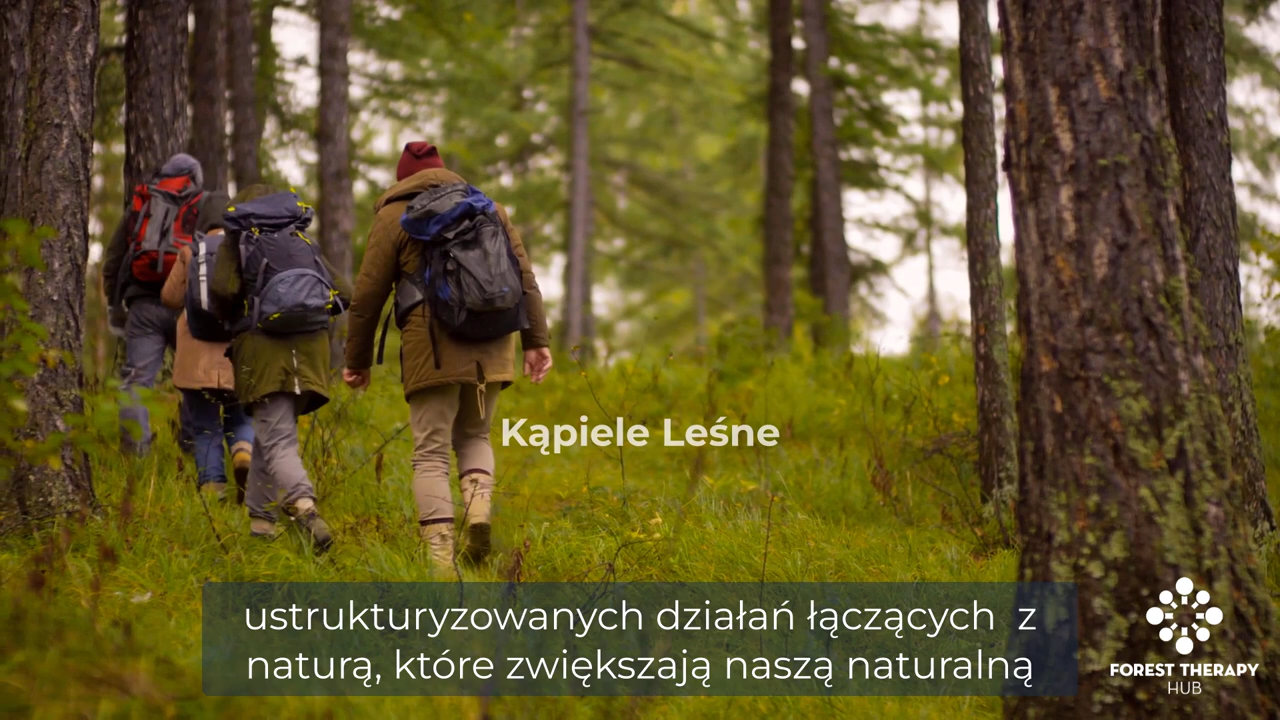 Kąpiele Leśne
ustrukturyzowanych działań łączących z
naturą, które zwiększają naszą naturalną
FOREST THERAPY
HUB